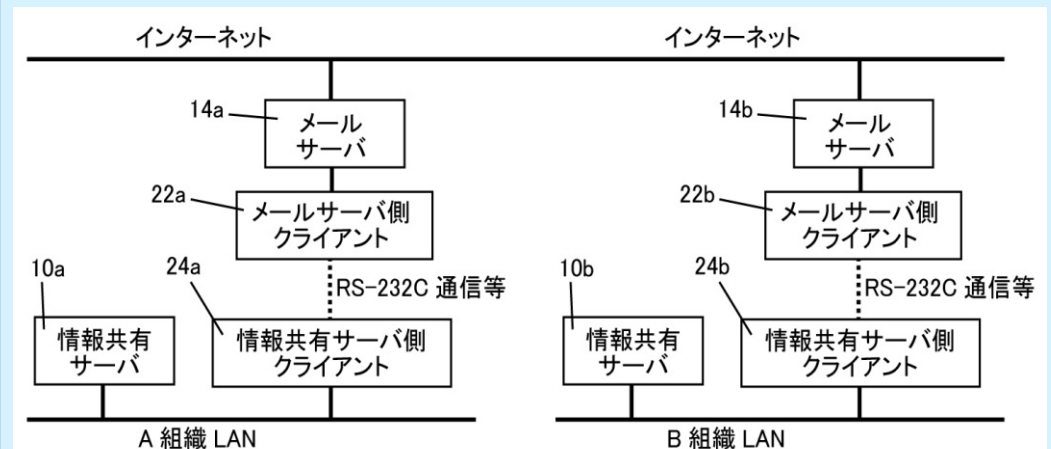 インターネット
インターネット
14a
メール
サーバ
14b
メール
サーバ
22a
メールサーバ側
クライアント
22b
メールサーバ側
クライアント
10a
24a
RS-232C 通信等
10b
24b
RS-232C 通信等
情報共有
サーバ
情報共有サーバ側
クライアント
情報共有
サーバ
情報共有サーバ側
クライアント
A 組織 LAN
B 組織 LAN